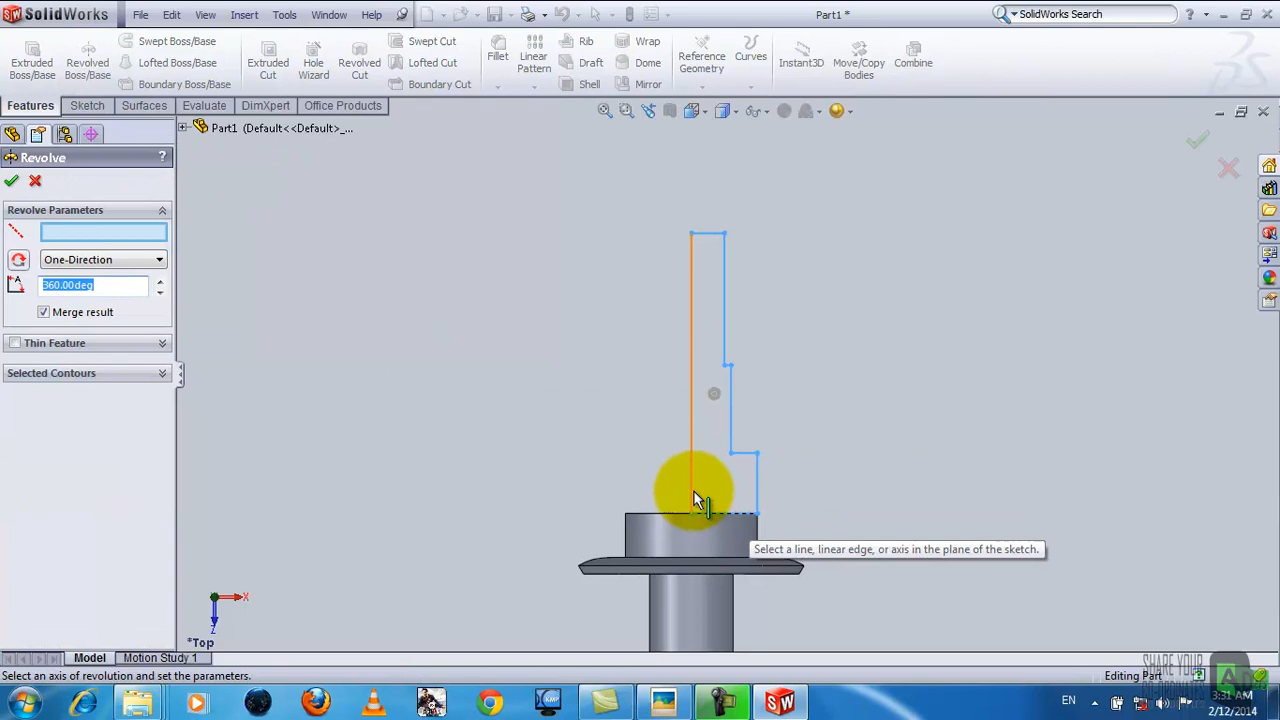 SolidWorks File Edit View Insert Tools Window Help Part1 * SolidWorks Search ?
Extruded Boss/Base
Revolved Boss/Base
Swept Boss/Base
Lofted Boss/Base
Boundary Boss/Base
Extruded Cut
Hole Wizard
Revolved Cut
Swept Cut
Lofted Cut
Boundary Cut
Fillet
Linear Pattern
Rib
Draft
Shell
Wrap
Dome
Mirror
Reference Geometry
Curves
Instant3D
Move/Copy Bodies
Combine
Features Sketch Surfaces Evaluate DimXpert Office Products
Part1 (Default<<Default>_...
Revolve ?
Revolve Parameters
One-Direction
360.00deg
Merge result
Thin Feature
Selected Contours
Select a line, linear edge, or axis in the plane of the sketch.
X
Z
*Top
Model Motion Study 1
Select an axis of revolution and set the parameters. Editing Part
SHARE YOUR
EN 3:31 AM
2/12/2014